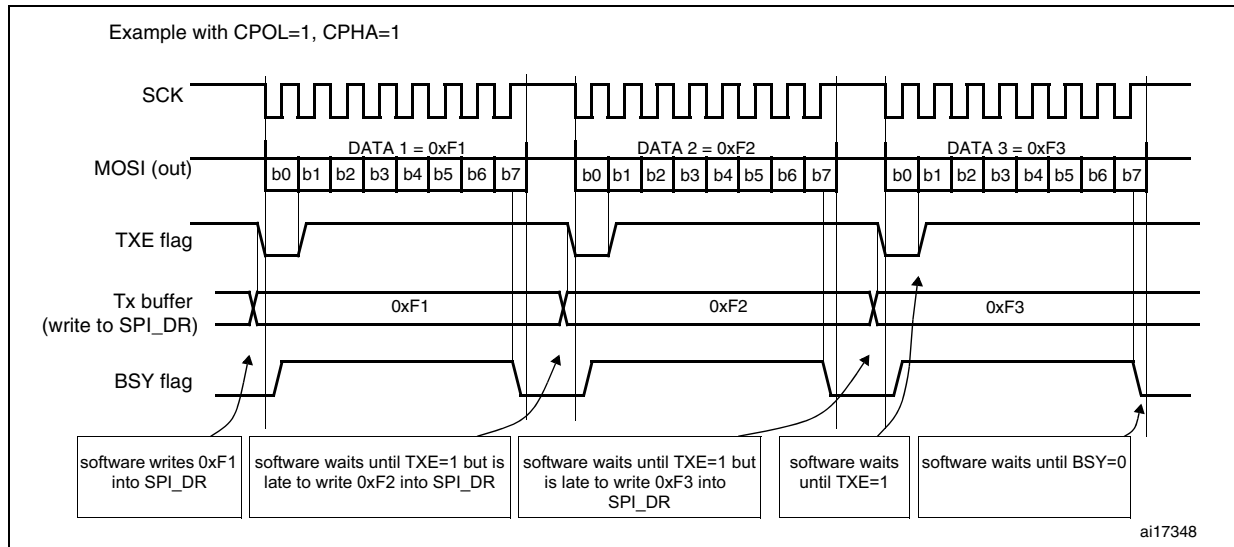 Example with CPOL=1, CPHA=1
SCK
DATA 1 = 0xF1
DATA 2 = 0xF2
DATA 3 = 0xF3
MOSI (out)
b0 b1 b2 b3 b4 b5 b6 b7
b0 b1 b2 b3 b4 b5 b6 b7
b0 b1 b2 b3 b4 b5 b6 b7
TXE flag
Tx buffer
(write to SPI_DR)
0xF1
0xF2
0xF3
BSY flag
software writes 0xF1
into SPI_DR
software waits until TXE=1 but is
late to write 0xF2 into SPI_DR
software waits until TXE=1 but
is late to write 0xF3 into
SPI_DR
software waits
until TXE=1
software waits until BSY=0
ai17348